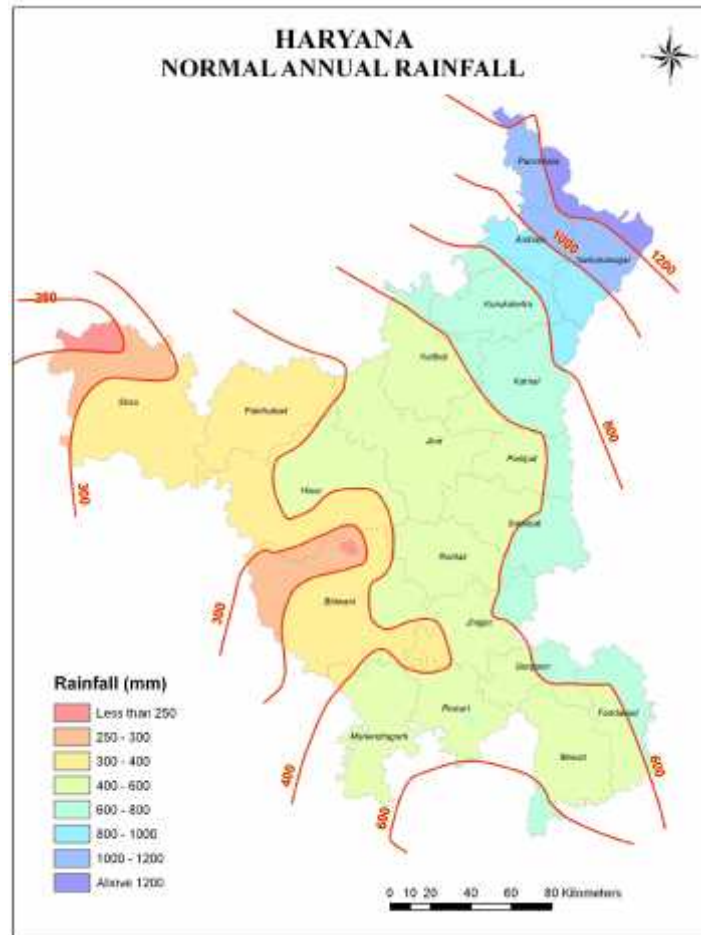 HARYANA
NORMAL ANNUAL RAINFALL
Panchkula
1000
Ambala
Yamunanagar
1200
Kurukshetra
Kaithal
Karnal
Sirsa
Fatehabad
800
Jind
Panipat
300
Hisar
Sonipat
Rohtak
300
Bhiwani
Jhajjar
Gurgaon
Rewari
Faridabad
Mahendragarh
Mewat
400
600
600
Rainfall (mm)
Less than 250
250 - 300
300 - 400
400 - 600
600 - 800
800 - 1000
1000 - 1200
Above 1200
0 10 20 40 60 80 Kilometers